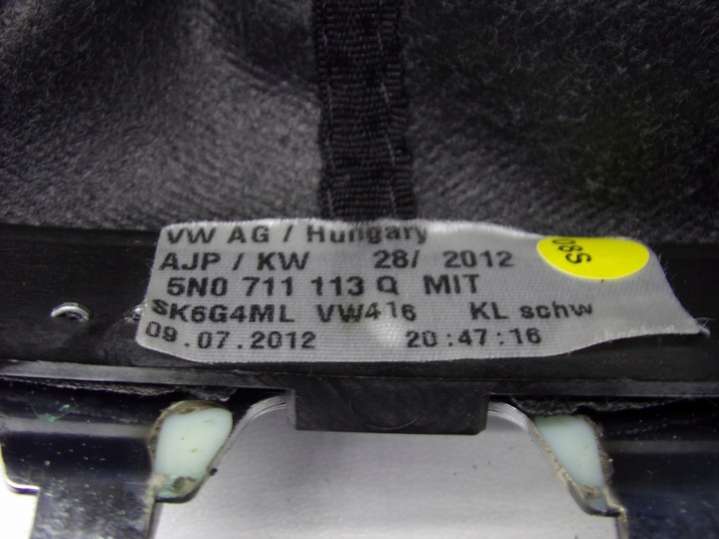 VW AG / Hungary
AJP / KW 28/ 2012
5N0 711 113 Q MIT
SK6G4ML VW416 KL schw
09.07.2012 20:47:16
08S